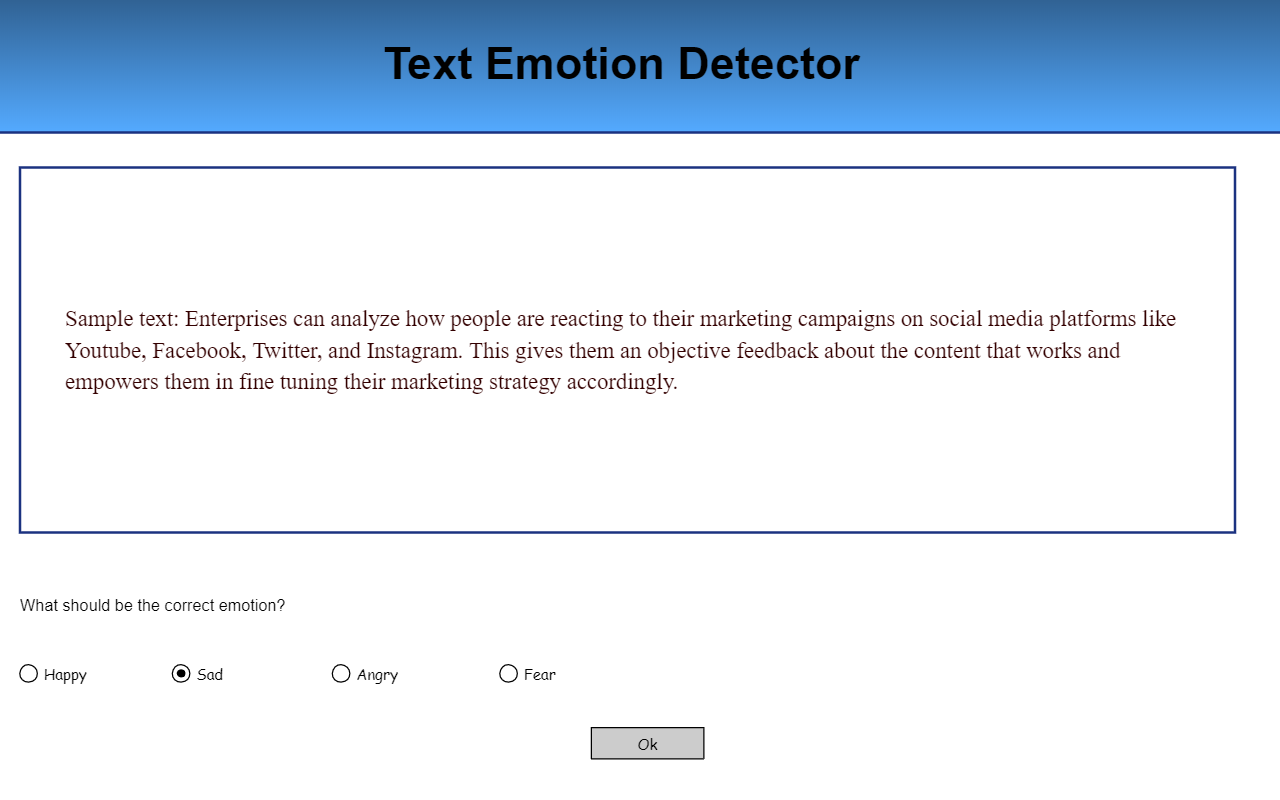 Text Emotion Detector
Sample text: Enterprises can analyze how people are reacting to their marketing campaigns on social media platforms like
Youtube, Facebook, Twitter, and Instagram. This gives them an objective feedback about the content that works and
empowers them in fine tuning their marketing strategy accordingly.
What should be the correct emotion?
Happy Sad Angry Fear
Ok